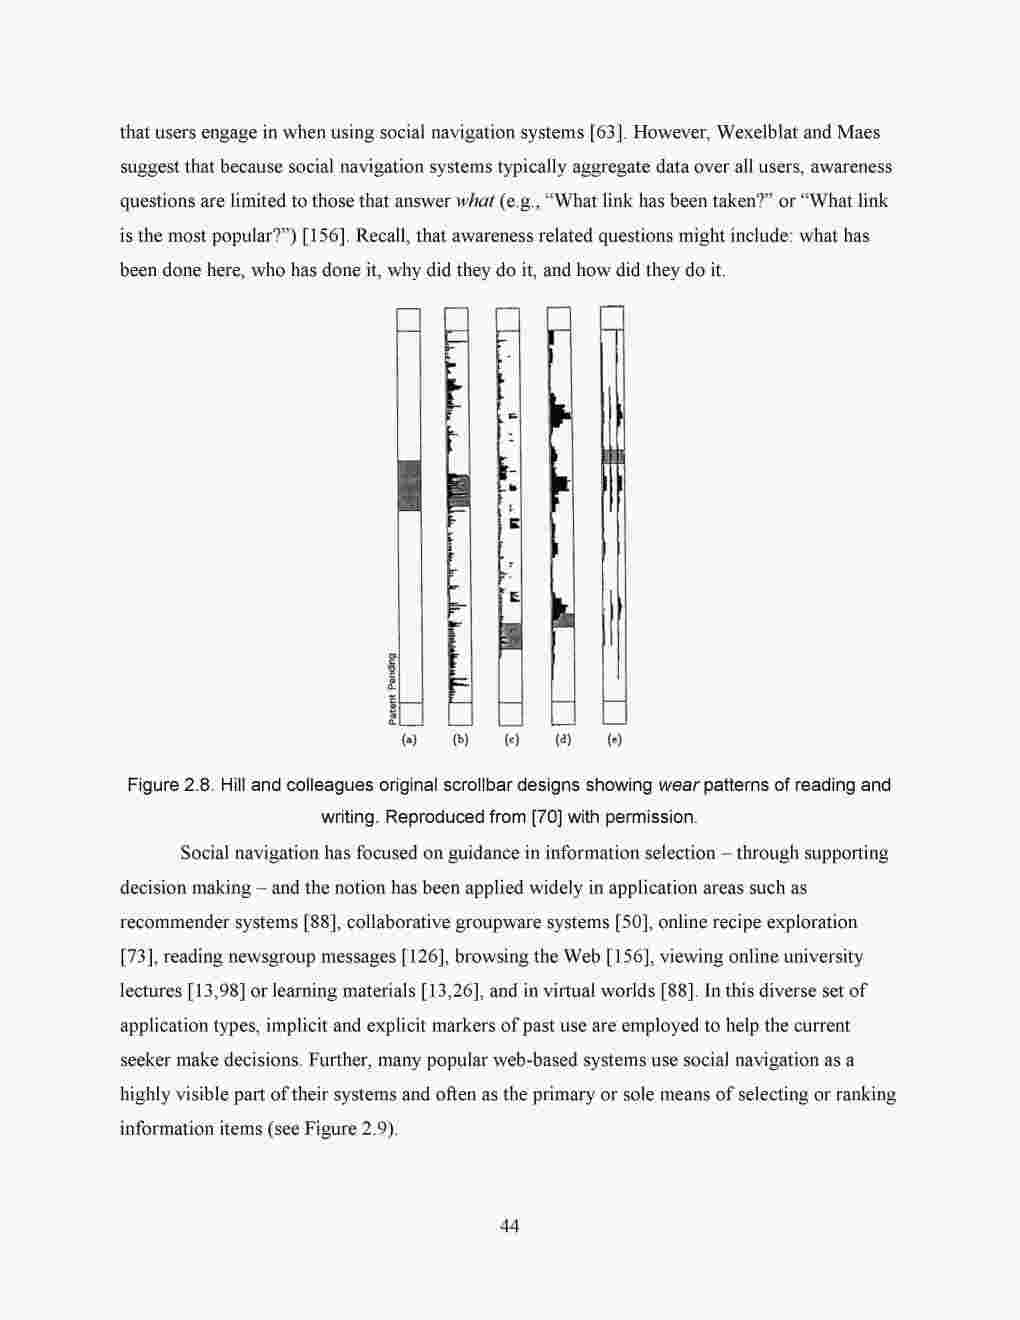 that users engage in when using social navigation systems [63]. However, Wexelblat and Maes
suggest that because social navigation systems typically aggregate data over all users, awareness
questions are limited to those that answer what (e.g., “What link has been taken?” or “What link
is the most popular?”) [156]. Recall, that awareness related questions might include: what has
been done here, who has done it, why did they do it, and how did they do it.
Patent Pending
(a) (b) (c) (d) (e)
Figure 2.8. Hill and colleagues original scrollbar designs showing wear patterns of reading and
writing. Reproduced from [70] with permission.
Social navigation has focused on guidance in information selection – through supporting
decision making – and the notion has been applied widely in application areas such as
recommender systems [88], collaborative groupware systems [50], online recipe exploration
[73], reading newsgroup messages [126], browsing the Web [156], viewing online university
lectures [13,98] or learning materials [13,26], and in virtual worlds [88]. In this diverse set of
application types, implicit and explicit markers of past use are employed to help the current
seeker make decisions. Further, many popular web-based systems use social navigation as a
highly visible part of their systems and often as the primary or sole means of selecting or ranking
information items (see Figure 2.9).
44